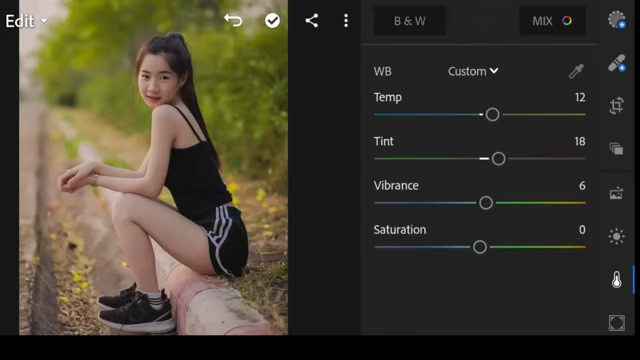 Edit
B & W
MIX
WB
Custom
Temp
12
Tint
18
Vibrance
6
Saturation
0